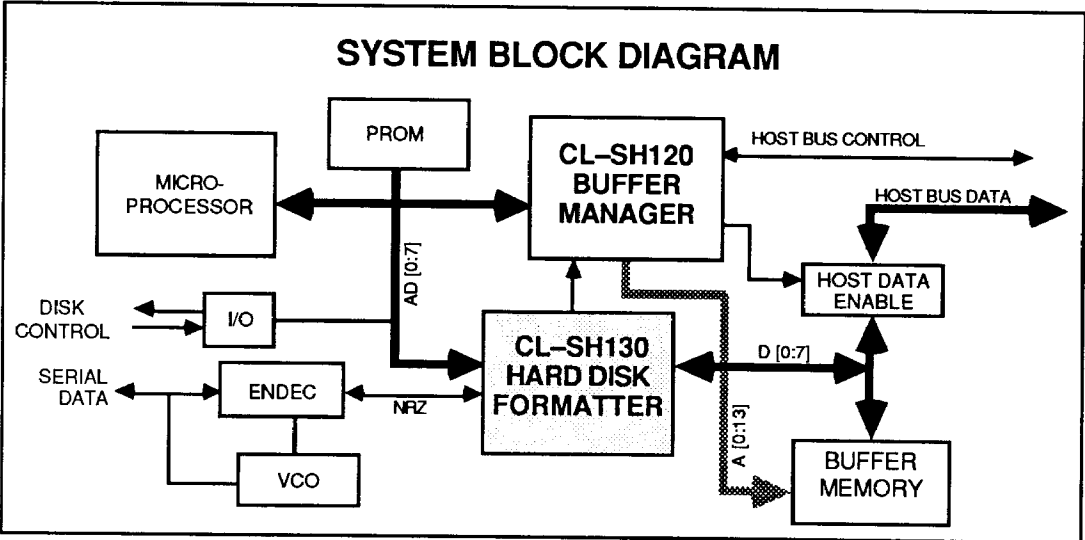 SYSTEM BLOCK DIAGRAM
PROM
MICRO-
PROCESSOR
CL–SH120
BUFFER
MANAGER
HOST BUS CONTROL
HOST BUS DATA
HOST DATA
ENABLE
AD [0:7]
DISK
CONTROL
I/O
CL–SH130
HARD DISK
FORMATTER
D [0:7]
SERIAL
DATA
ENDEC
NRZ
A [0:13]
VCO
BUFFER
MEMORY